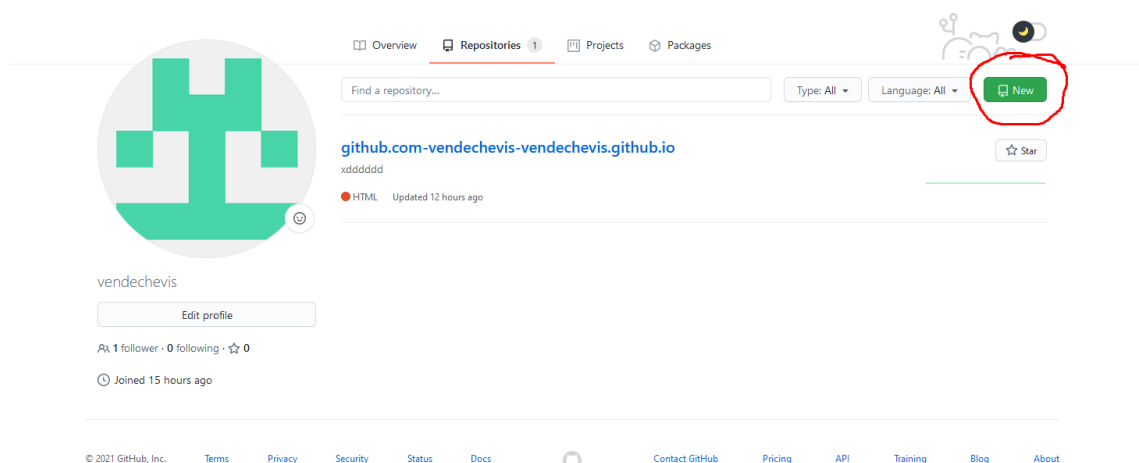 Overview Repositories 1 Projects Packages
Find a repository... Type: All Language: All New
github.com-vendechevis-vendechevis.github.io
Star
xdddddd
HTML Updated 12 hours ago
vendechevis
Edit profile
1 follower · 0 following · 0
Joined 15 hours ago
© 2021 GitHub, Inc. Terms Privacy Security Status Docs Contact GitHub Pricing API Training Blog About